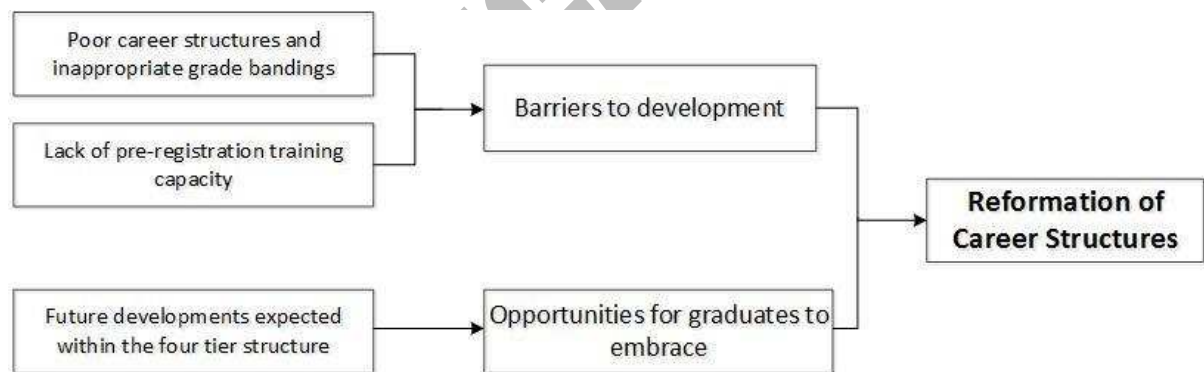 Poor career structures and
inappropriate grade bandings
Lack of pre-registration training
capacity
Future developments expected
within the four tier structure
Barriers to development
Opportunities for graduates to
embrace
Reformation of
Career Structures